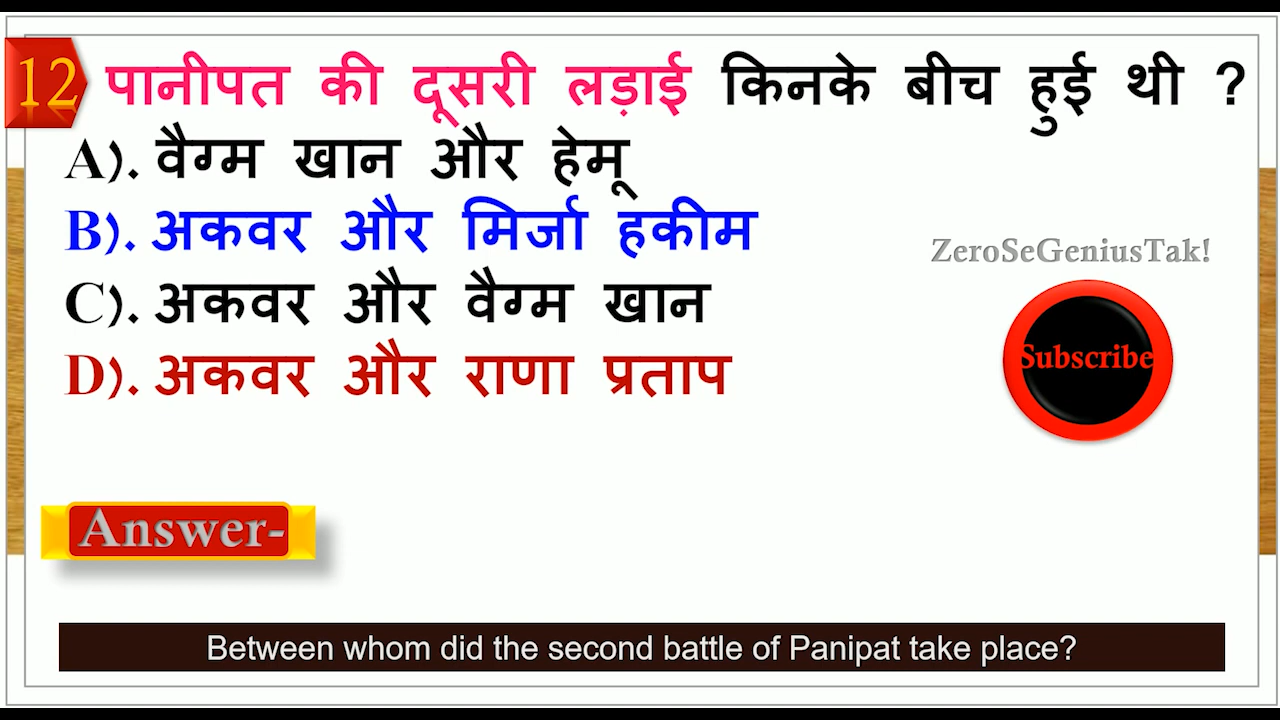 12 पानीपत की दूसरी लड़ाई किनके बीच हुई थी ?
A). वैग्म खान और हेमू
B). अकवर और मिर्जा हकीम
C). अकवर और वैग्म खान
D). अकवर और राणा प्रताप
ZeroSeGeniusTak!
Subscribe
Answer-
Between whom did the second battle of Panipat take place?